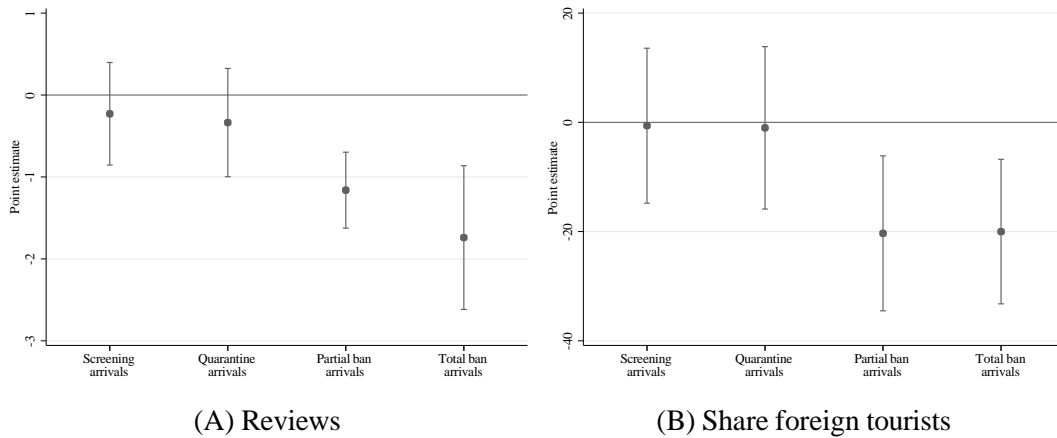 1
0
-1
-2
-3
Point estimate
Screening
arrivals
Quarantine
arrivals
Partial ban
arrivals
Total ban
arrivals
(A) Reviews
20
0
-20
-40
Point estimate
Screening
arrivals
Quarantine
arrivals
Partial ban
arrivals
Total ban
arrivals
(B) Share foreign tourists